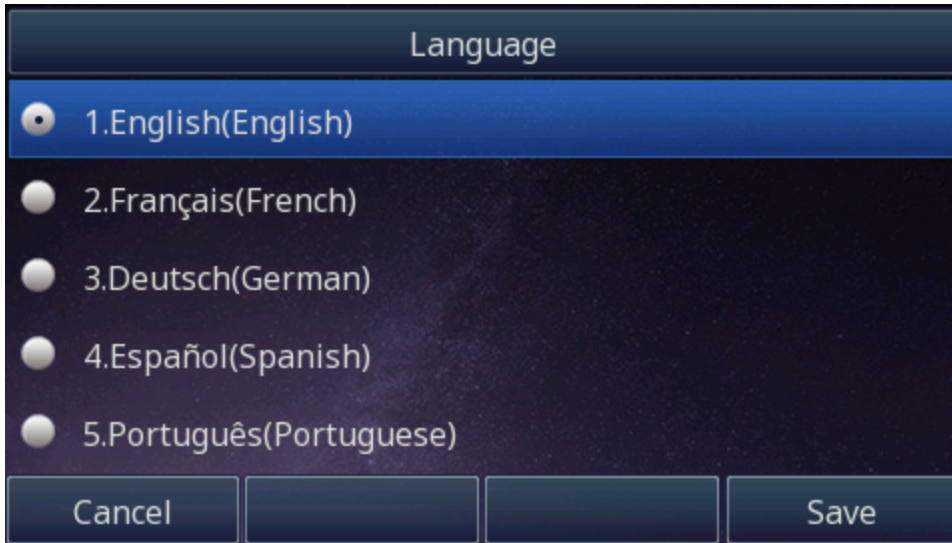 Language
1.English(English)
2.Français(French)
3.Deutsch(German)
4.Español(Spanish)
5.Português(Portuguese)
Cancel Save